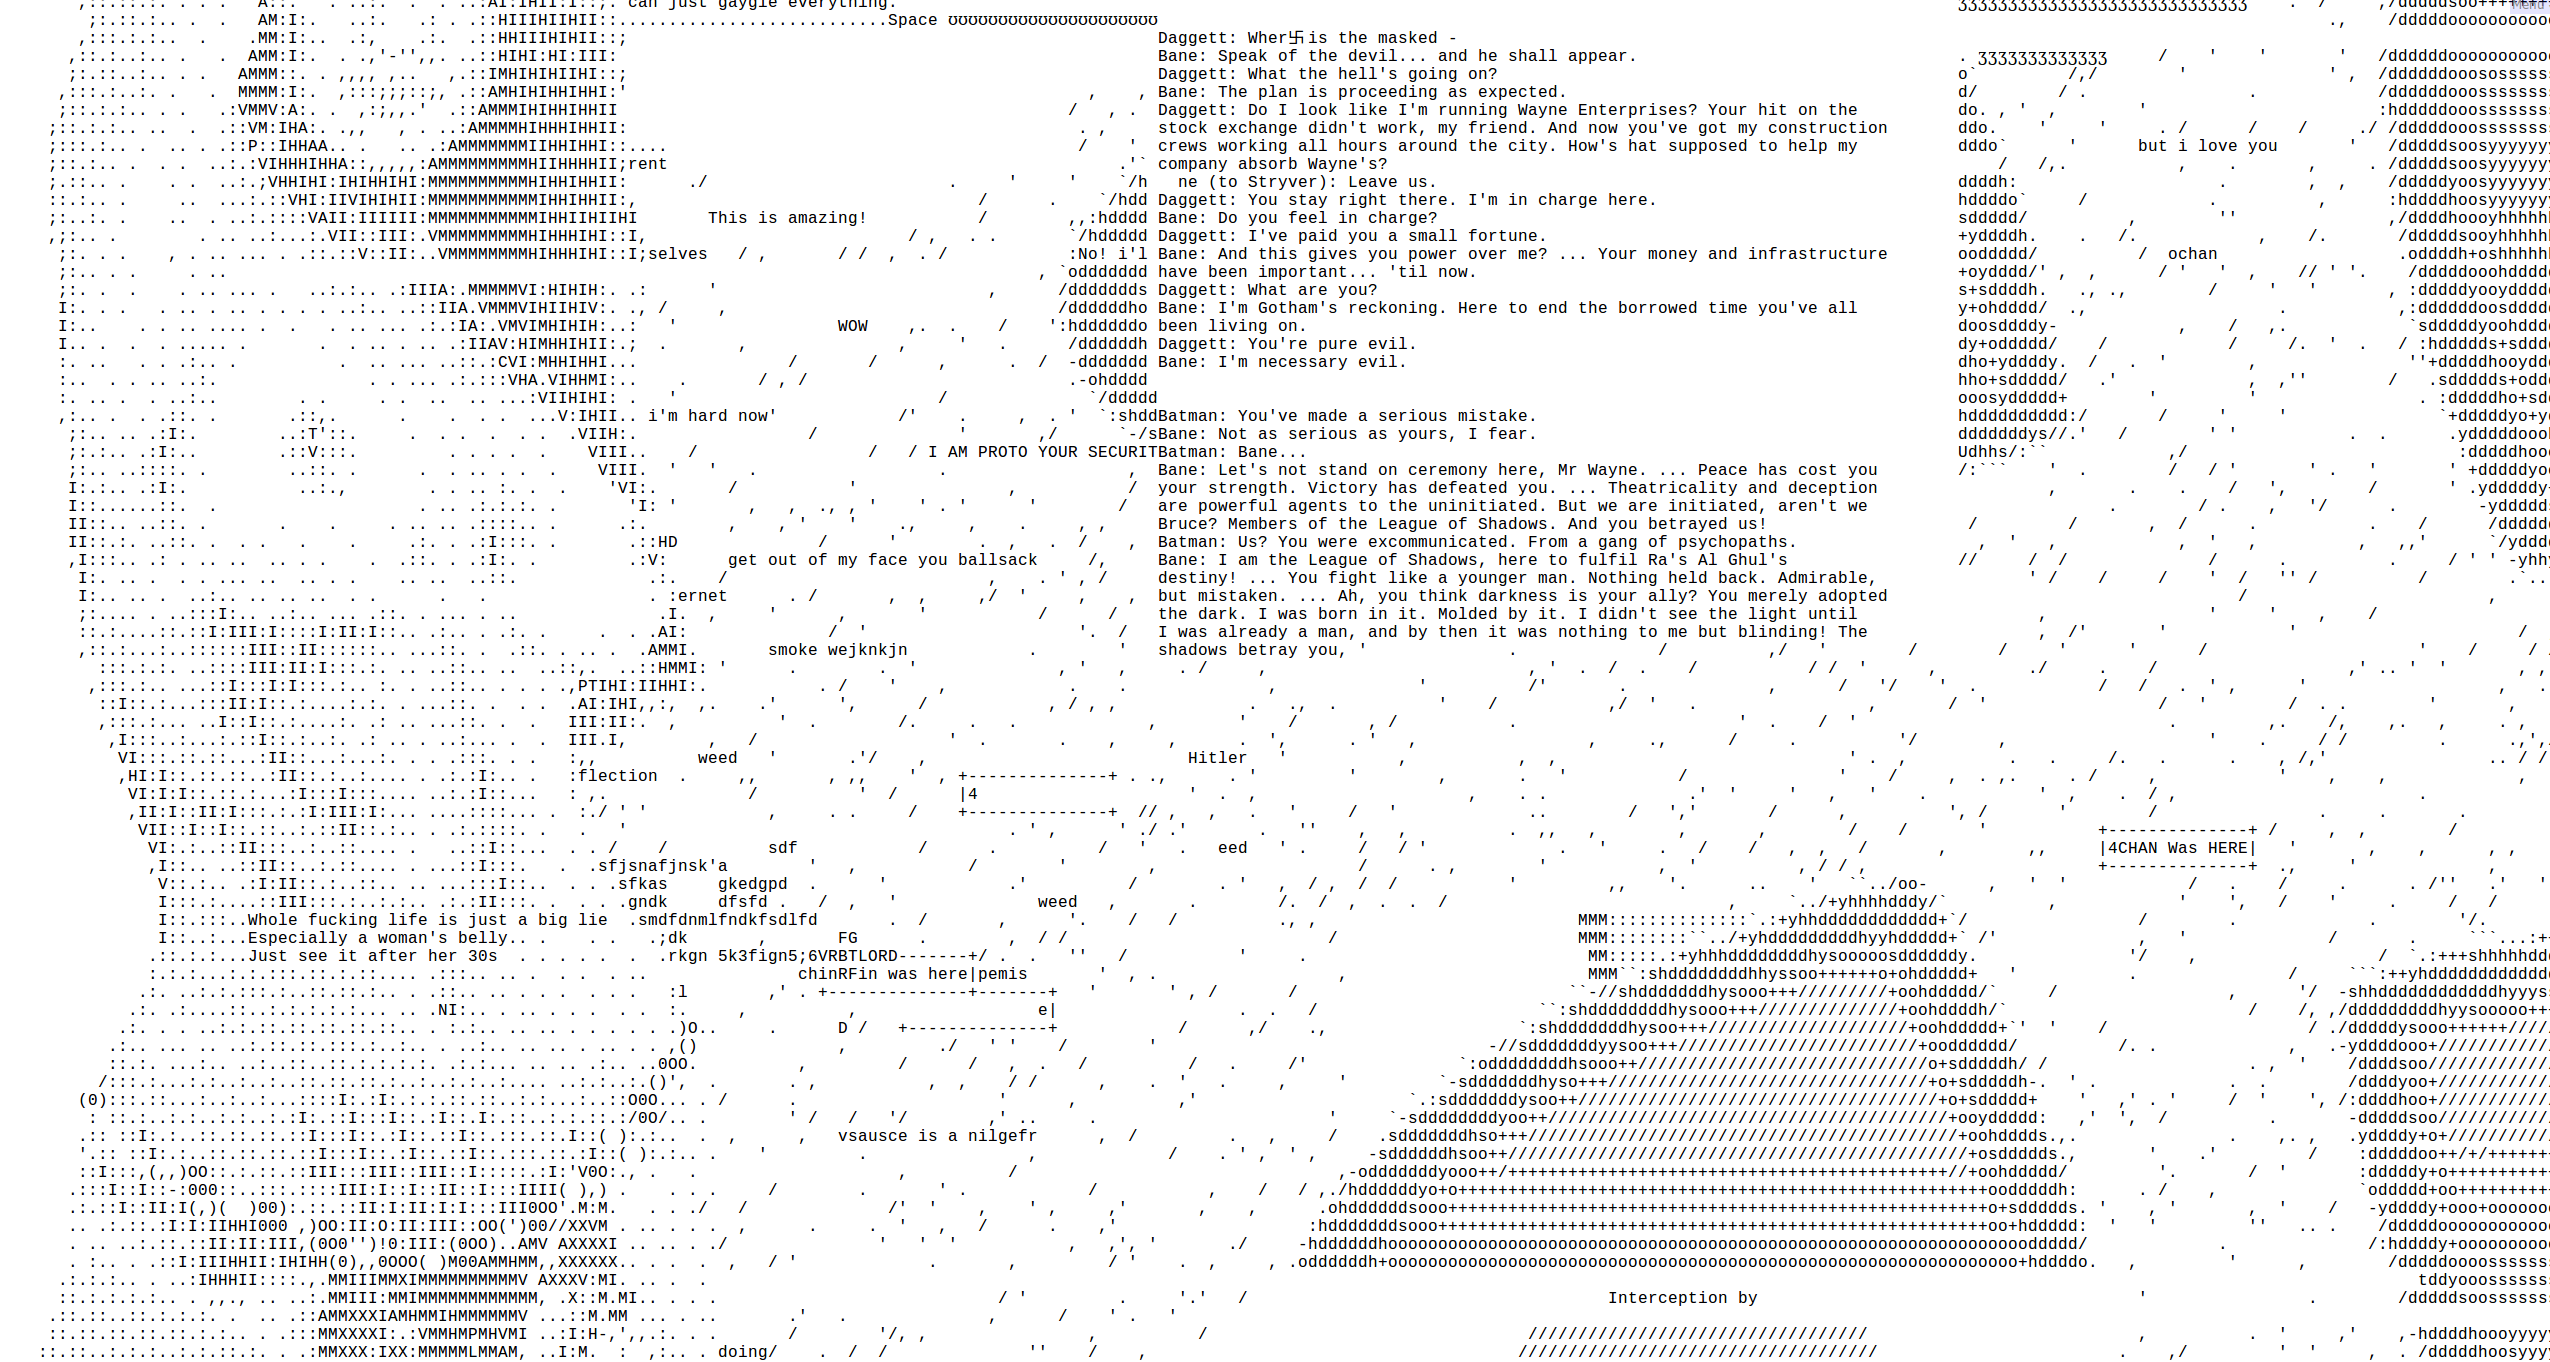 can just gaygie everything.
Space
Daggett: Wher卐is the masked -
Bane: Speak of the devil... and he shall appear.
Daggett: What the hell's going on?
Bane: The plan is proceeding as expected.
Daggett: Do I look like I'm running Wayne Enterprises? Your hit on the
stock exchange didn't work, my friend. And now you've got my construction
crews working all hours around the city. How's hat supposed to help my
but i love you
rent
company absorb Wayne's?
ne (to Stryver): Leave us.
Daggett: You stay right there. I'm in charge here.
This is amazing!
Bane: Do you feel in charge?
Daggett: I've paid you a small fortune.
selves
:No! i'l
Bane: And this gives you power over me? ... Your money and infrastructure
ochan
have been important... 'til now.
Daggett: What are you?
Bane: I'm Gotham's reckoning. Here to end the borrowed time you've all
WOW
been living on.
Daggett: You're pure evil.
Bane: I'm necessary evil.
i'm hard now'
Batman: You've made a serious mistake.
Bane: Not as serious as yours, I fear.
I AM PROTO YOUR SECURIT
Batman: Bane...
Bane: Let's not stand on ceremony here, Mr Wayne. ... Peace has cost you
your strength. Victory has defeated you. ... Theatricality and deception
are powerful agents to the uninitiated. But we are initiated, aren't we
Bruce? Members of the League of Shadows. And you betrayed us!
HD
Batman: Us? You were excommunicated. From a gang of psychopaths.
get out of my face you ballsack
Bane: I am the League of Shadows, here to fulfil Ra's Al Ghul's
destiny! ... You fight like a younger man. Nothing held back. Admirable,
ernet
but mistaken. ... Ah, you think darkness is your ally? You merely adopted
the dark. I was born in it. Molded by it. I didn't see the light until
I was already a man, and by then it was nothing to me but blinding! The
smoke wejknkjn
shadows betray you,
weed
Hitler
flection
|4
sdf
eed
|4CHAN Was HERE|
sfjsnafjnsk'a
sfkas gkedgpd
gndk dfsfd
weed
Whole fucking life is just a big lie .smdfdnmlfndkfsdlfd
Especially a woman's belly.. .;dk FG
Just see it after her 30s .rkgn 5k3fign5;6VRBTLORD
chinRFin was here|pemis
e|
D
vsausce is a nilgefr
Interception by
doing/